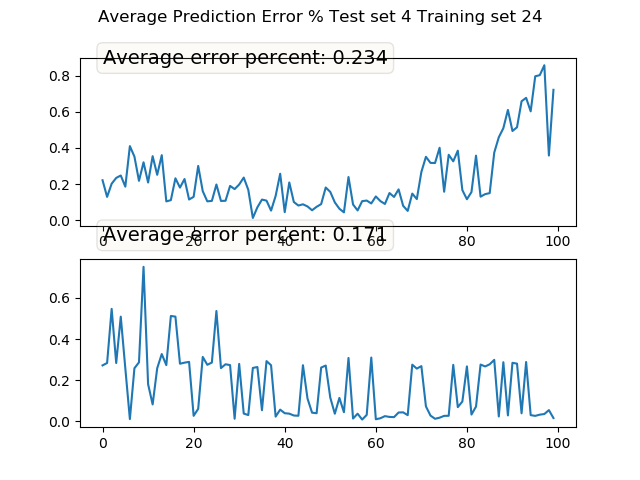 Average Prediction Error % Test set 4 Training set 24
Average error percent: 0.234
0.8
0.6
0.4
0.2
0.0
0 20 40 60 80 100
Average error percent: 0.171
0.6
0.4
0.2
0.0
0 20 40 60 80 100